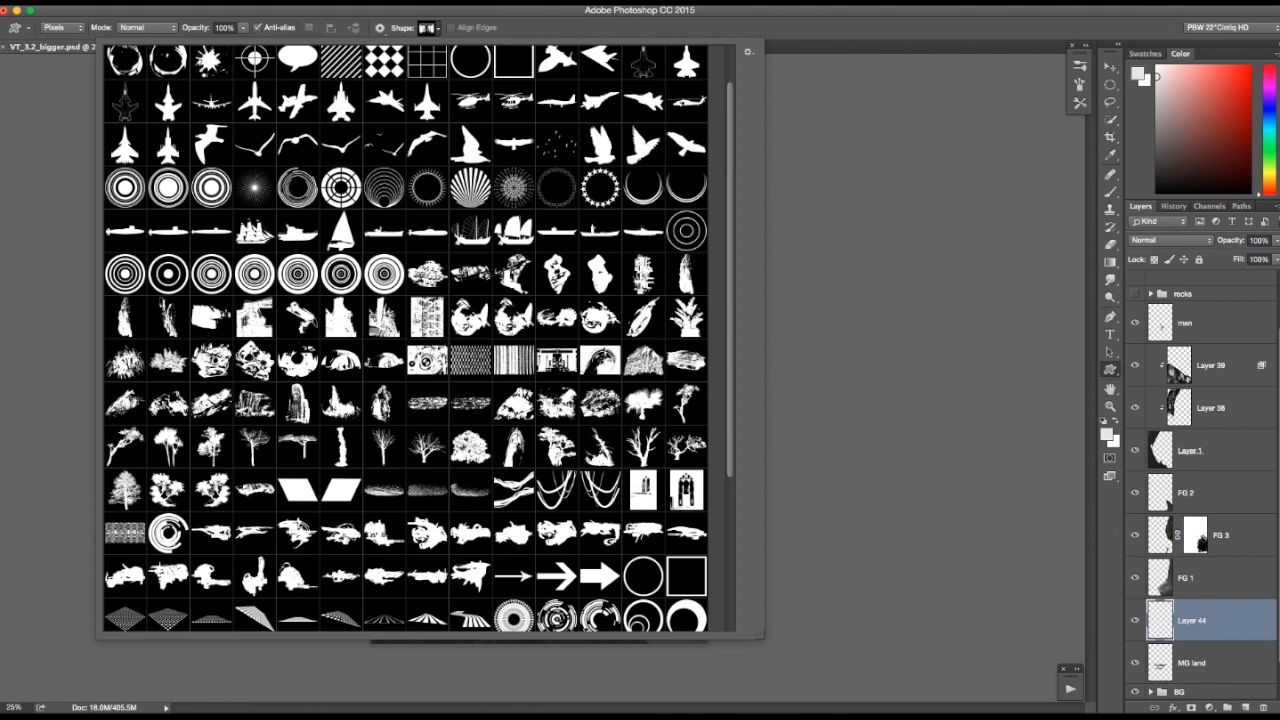 Adobe Photoshop CC 2015
Pixels Mode: Normal Opacity: 100% Anti-alias Shape: Align Edges PBW 22"Cintiq HD
VT_3.2_bigger.psd @ 2
Swatches Color
Layers History Channels Paths
Kind
Normal Opacity: 100%
Lock: Fill: 100%
rocks
man
Layer 39
Layer 38
Layer 1
FG 2
FG 3
FG 1
Layer 44
MG land
BG
25% Doc: 18.0M/405.5M